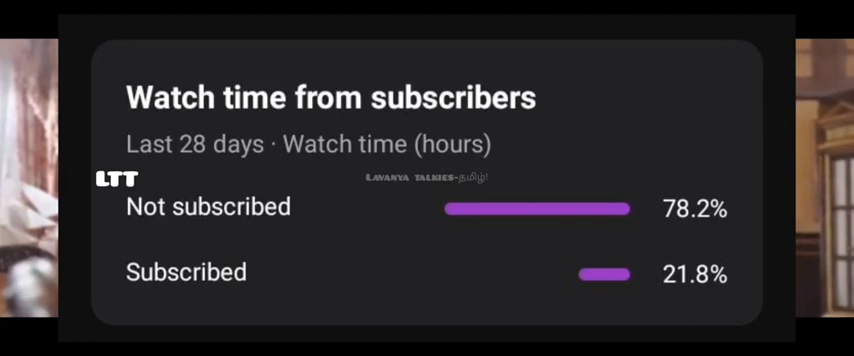 Watch time from subscribers
Last 28 days · Watch time (hours)
LTT
LAVANYA TALKIES-தமிழ்!
Not subscribed 78.2%
Subscribed 21.8%